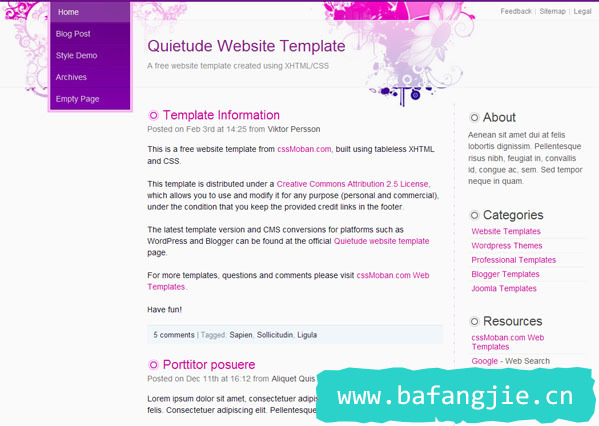 Home
Blog Post
Style Demo
Archives
Empty Page
Feedback | Sitemap | Legal
Quietude Website Template
A free website template created using XHTML/CSS
Template Information
Posted on Feb 3rd at 14:25 from Viktor Persson
This is a free website template from cssMoban.com, built using tableless XHTML
and CSS.
This template is distributed under a Creative Commons Attribution 2.5 License,
which allows you to use and modify it for any purpose (personal and commercial),
under the condition that you keep the provided credit links in the footer.
The latest template version and CMS conversions for platforms such as
WordPress and Blogger can be found at the official Quietude website template
page.
For more templates, questions and comments please visit cssMoban.com Web
Templates.
Have fun!
5 comments | Tagged: Sapien, Sollicitudin, Ligula
Porttitor posuere
Posted on Dec 11th at 16:12 from Aliquet Quis
Lorem ipsum dolor sit amet, consectetuer adipiscing
felis. Consectetuer adipiscing elit. Pellentesque
About
Aenean sit amet dui at felis
lobortis dignissim. Pellentesque
risus nibh, feugiat in, convallis
id, congue ac, sem. Sed tempor
neque in quam.
Categories
Website Templates
Wordpress Themes
Professional Templates
Blogger Templates
Joomla Templates
Resources
cssMoban.com Web
Templates
Google - Web Search
www.bafangjie.cn